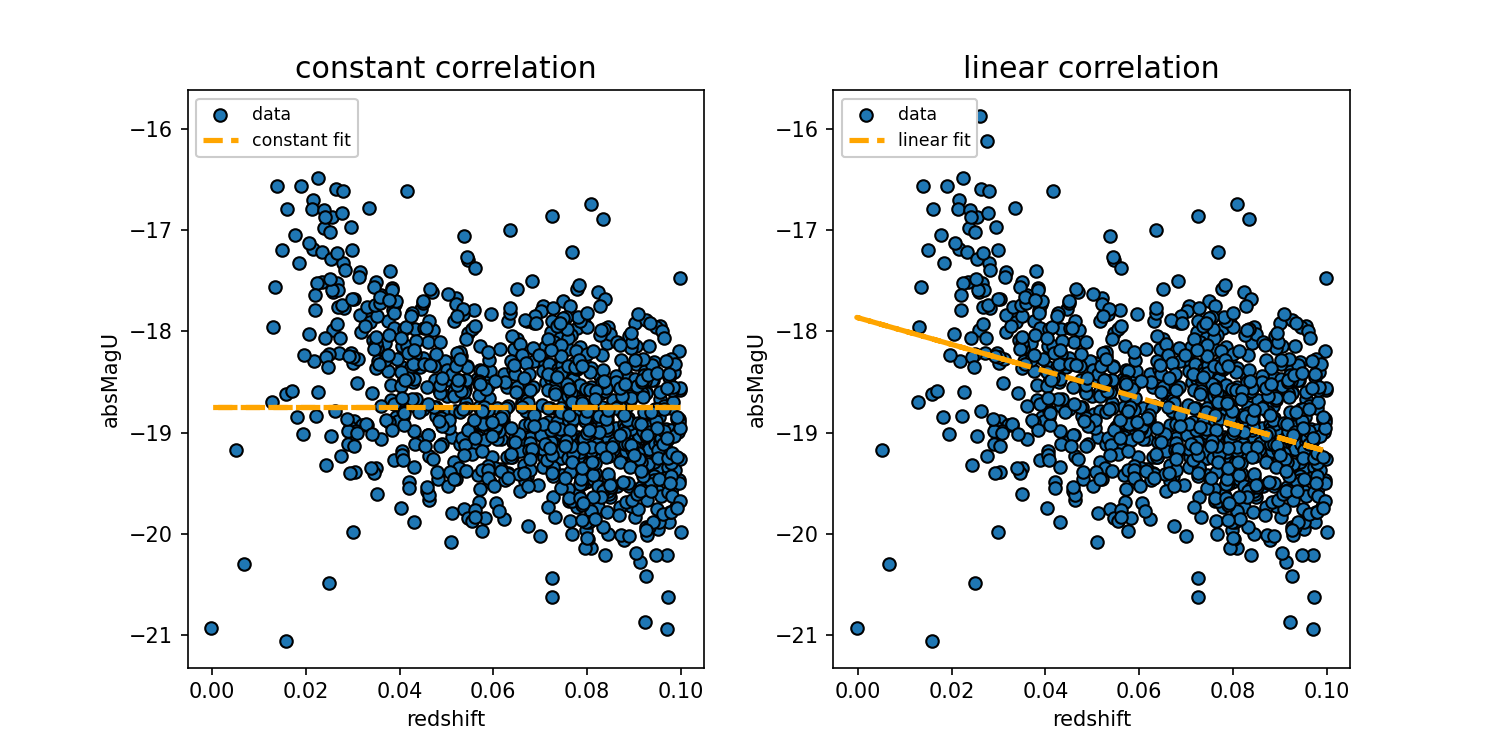 constant correlation
data
constant fit
−16
−17
−18
−19
−20
−21
absMagU
0.00 0.02 0.04 0.06 0.08 0.10
redshift
linear correlation
data
linear fit
−16
−17
−18
−19
−20
−21
absMagU
0.00 0.02 0.04 0.06 0.08 0.10
redshift